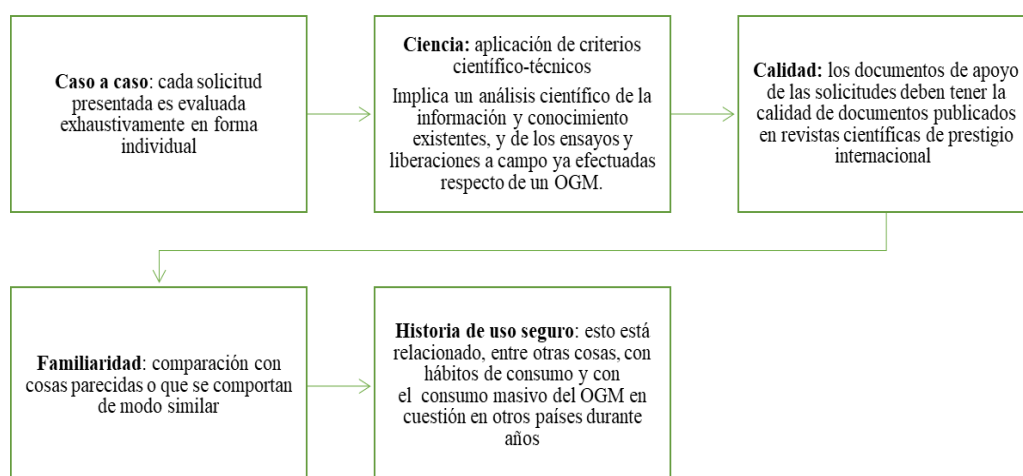 Caso a caso: cada solicitud
presentada es evaluada
exhaustivamente en forma
individual
Ciencia: aplicación de criterios
científico-técnicos
Implica un análisis científico de la
información y conocimiento
existentes, y de los ensayos y
liberaciones a campo ya efectuadas
respecto de un OGM.
Calidad: los documentos de apoyo
de las solicitudes deben tener la
calidad de documentos publicados
en revistas científicas de prestigio
internacional
Familiaridad: comparación con
cosas parecidas o que se comportan
de modo similar
Historia de uso seguro: esto está
relacionado, entre otras cosas, con
hábitos de consumo y con
el consumo masivo del OGM en
cuestión en otros países durante
años